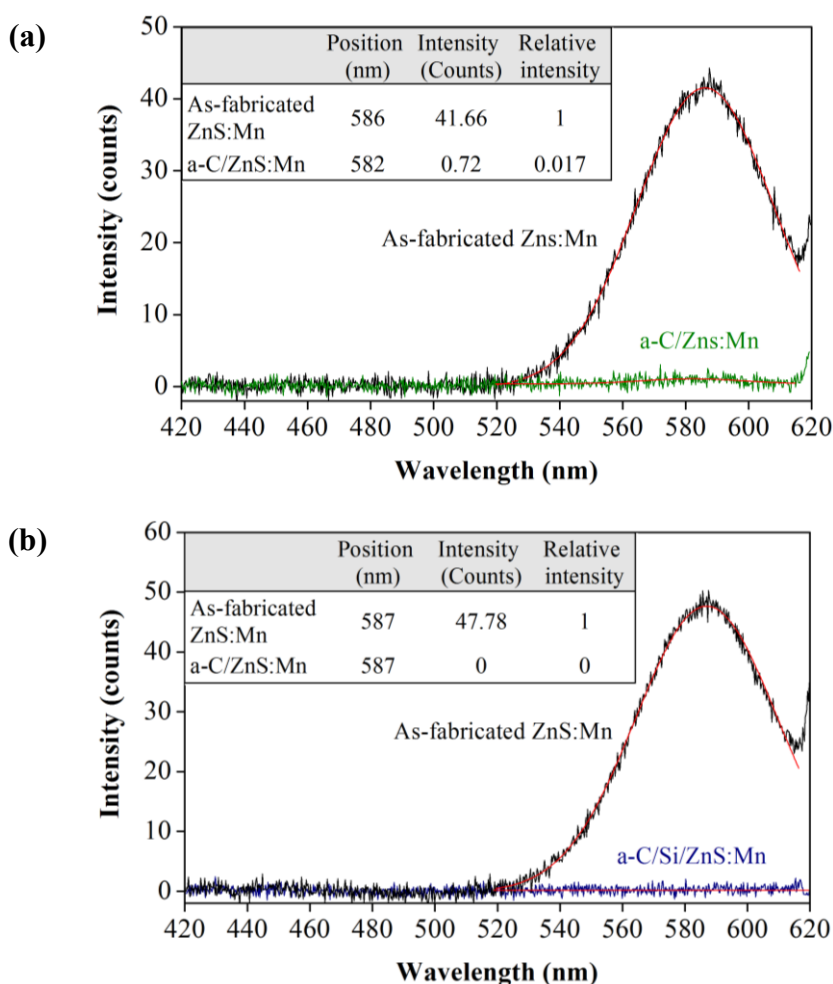 (a)
50
40
30
20
10
0
Intensity (counts)
Position Intensity Relative
(nm) (Counts) intensity
As-fabricated
ZnS:Mn 586 41.66 1
a-C/ZnS:Mn 582 0.72 0.017
As-fabricated Zns:Mn
a-C/Zns:Mn
420 440 460 480 500 520 540 560 580 600 620
Wavelength (nm)
(b)
60
50
40
30
20
10
0
Intensity (counts)
Position Intensity Relative
(nm) (Counts) intensity
As-fabricated
ZnS:Mn 587 47.78 1
a-C/ZnS:Mn 587 0 0
As-fabricated ZnS:Mn
a-C/Si/ZnS:Mn
420 440 460 480 500 520 540 560 580 600 620
Wavelength (nm)